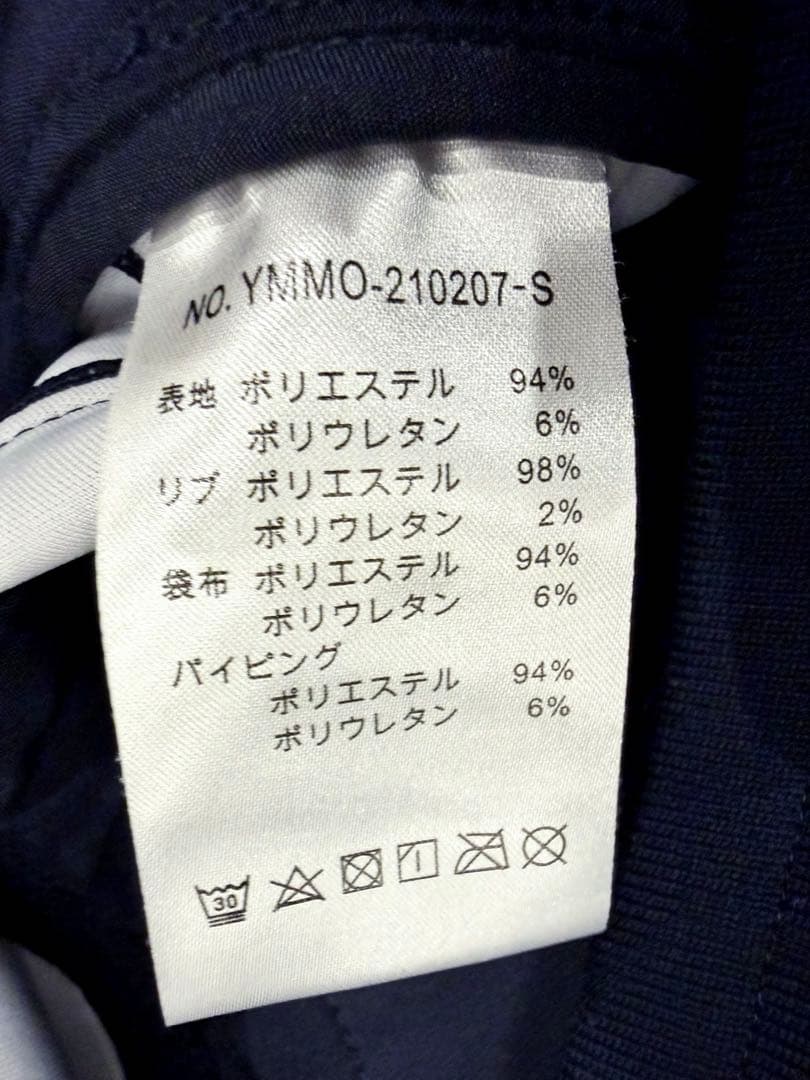 NO. YMMO-210207-S
表地 ポリエステル 94%
ポリウレタン 6%
リブ ポリエステル 98%
ポリウレタン 2%
袋布 ポリエステル 94%
ポリウレタン 6%
パイピング
ポリエステル 94%
ポリウレタン 6%
30